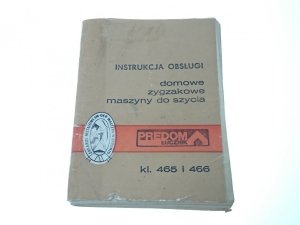 INSTRUKCJA OBSŁUGI
domowe
zygzakowe
maszyny do szycia
PREDOM
ŁUCZNIK
kl. 465 i 466